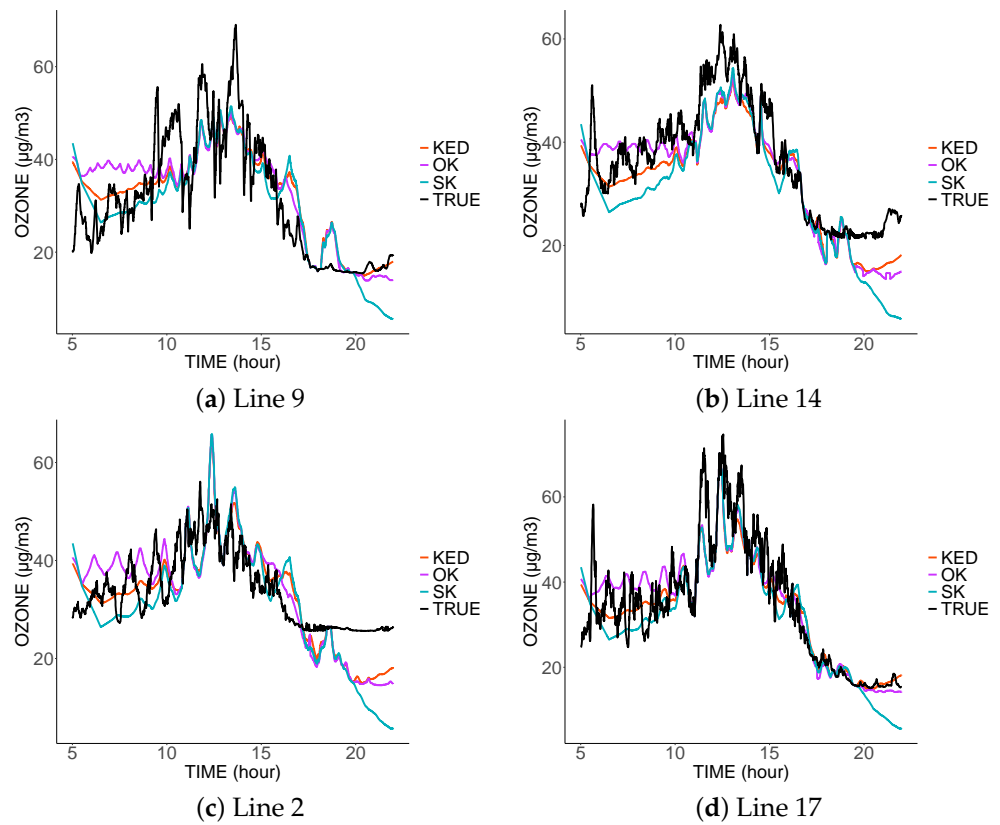 OZONE (µg/m3)
60
40
20
5
10
15
20
TIME (hour)
KED
OK
SK
TRUE
(a) Line 9
OZONE (µg/m3)
60
40
20
5
10
15
20
TIME (hour)
KED
OK
SK
TRUE
(b) Line 14
OZONE (µg/m3)
60
40
20
5
10
15
20
TIME (hour)
KED
OK
SK
TRUE
(c) Line 2
OZONE (µg/m3)
60
40
20
5
10
15
20
TIME (hour)
KED
OK
SK
TRUE
(d) Line 17